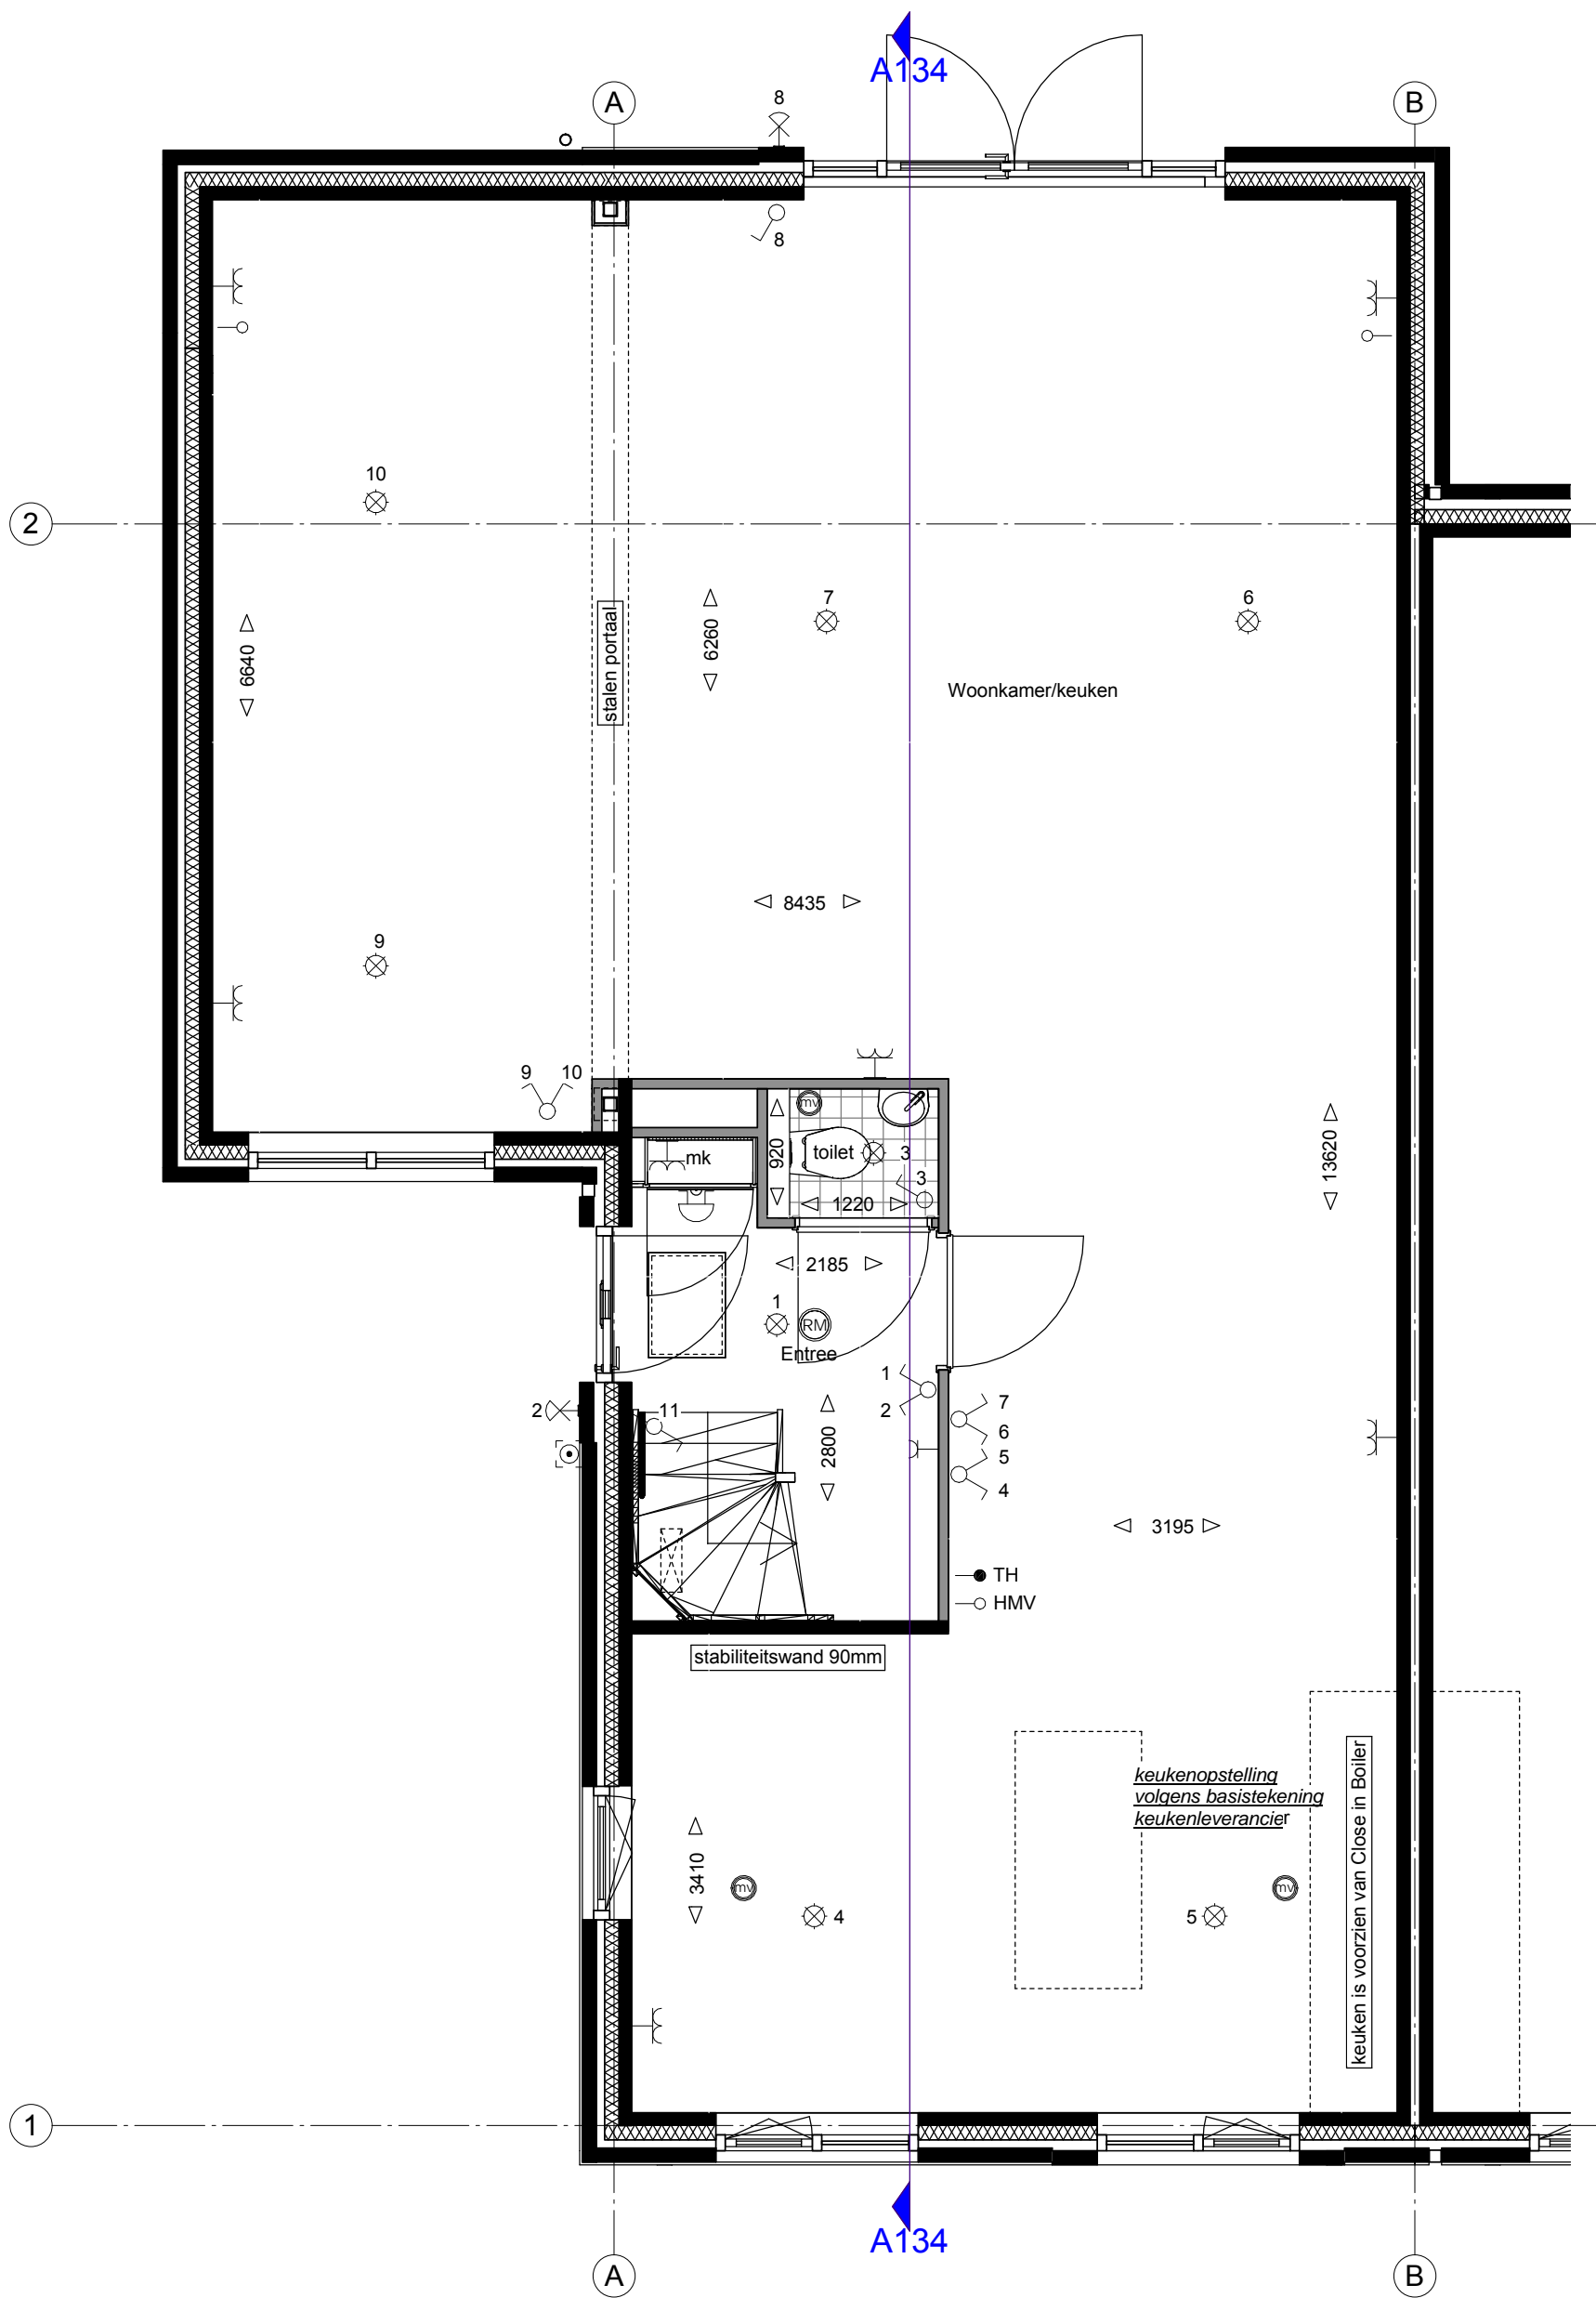 A134
A
B
8
8
10
2
7
6
6640
stalen portaal
6260
Woonkamer/keuken
8435
9
9
10
mv
920
toilet
3
mk
3
1220
13620
2185
1
RM
Entree
1
2
7
6
5
4
2
11
2800
3195
TH
HMV
stabiliteitswand 90mm
keukenopstelling
volgens basistekening
keukenleverancier
keuken is voorzien van Close in Boiler
3410
mv
mv
4
5
1
A134
A
B